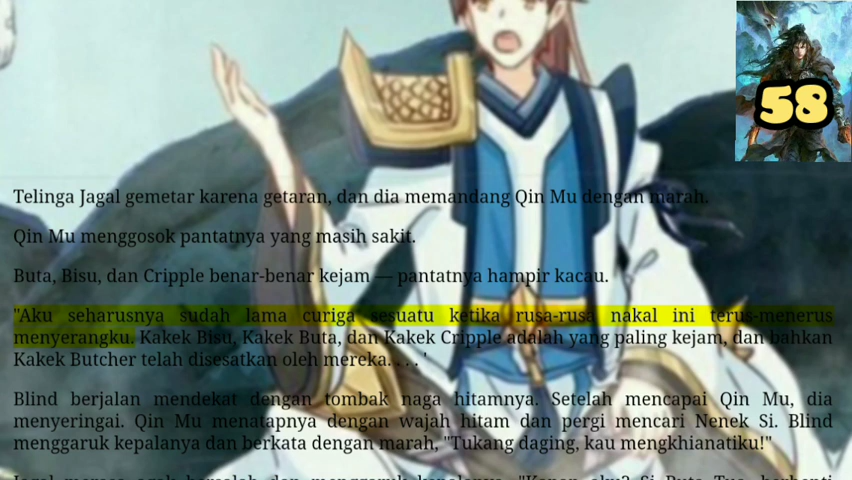 58
Telinga Jagal gemetar karena getaran, dan dia memandang Qin Mu dengan marah.
Qin Mu menggosok pantatnya yang masih sakit.
Buta, Bisu, dan Cripple benar-benar kejam — pantatnya hampir kacau.
"Aku seharusnya sudah lama curiga sesuatu ketika rusa-rusa nakal ini terus-menerus
menyerangku. Kakek Bisu, Kakek Buta, dan Kakek Cripple adalah yang paling kejam, dan bahkan
Kakek Butcher telah disesatkan oleh mereka. . . . '
Blind berjalan mendekat dengan tombak naga hitamnya. Setelah mencapai Qin Mu, dia
menyeringai. Qin Mu menatapnya dengan wajah hitam dan pergi mencari Nenek Si. Blind
menggaruk kepalanya dan berkata dengan marah, "Tukang daging, kau mengkhianatiku!"